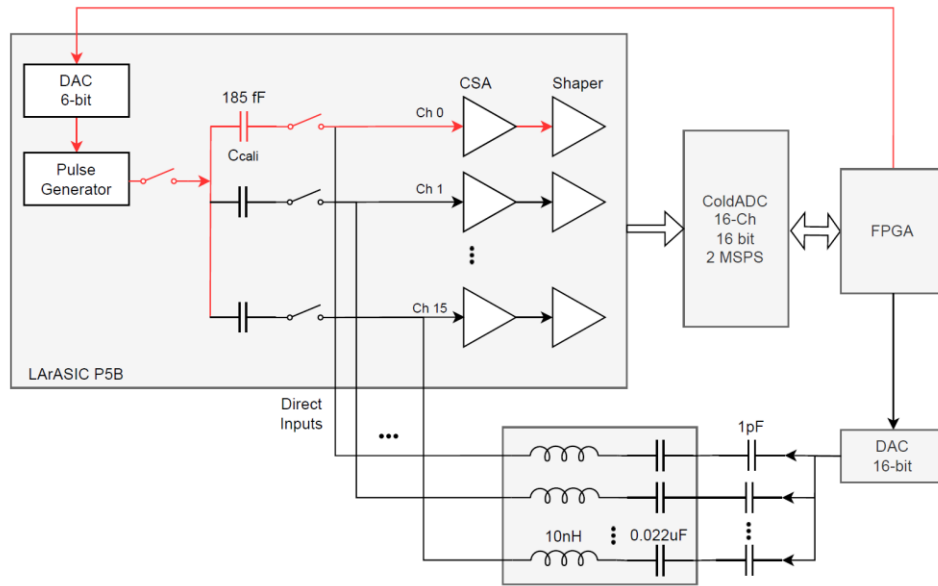 DAC
6-bit
Pulse
Generator
185 fF
Ccali
CSA
Shaper
Ch 0
Ch 1
Ch 15
LArASIC P5B
ColdADC
16-Ch
16 bit
2 MSPS
FPGA
Direct
Inputs
1pF
DAC
16-bit
10nH
0.022uF